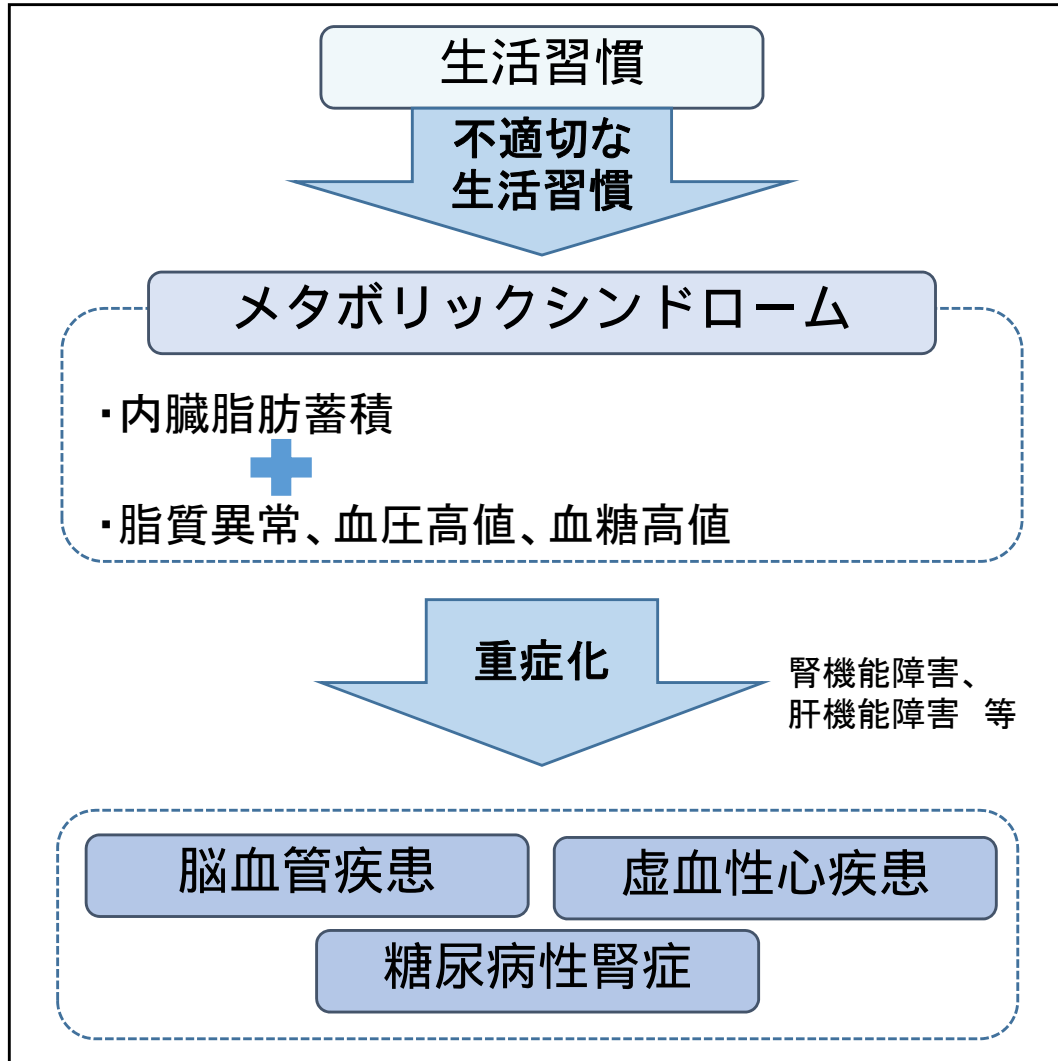 生活習慣
不適切な
生活習慣
メタボリックシンドローム
・内臓脂肪蓄積
・脂質異常、血圧高値、血糖高値
重症化
腎機能障害、
肝機能障害　等
脳血管疾患
虚血性心疾患
糖尿病性腎症